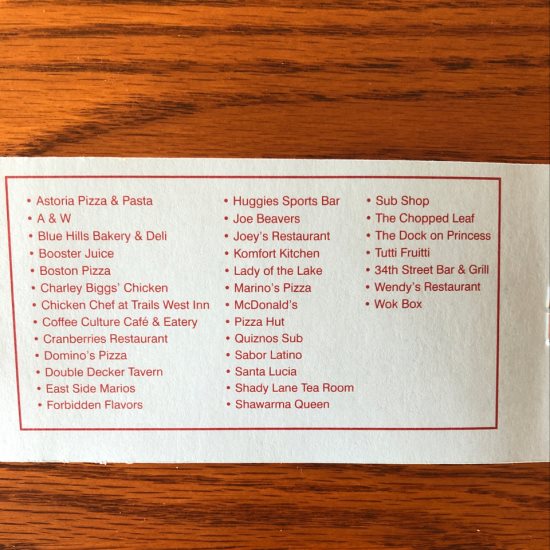 • Astoria Pizza & Pasta
• A & W
• Blue Hills Bakery & Deli
• Booster Juice
• Boston Pizza
• Charley Biggs' Chicken
• Chicken Chef at Trails West Inn
• Coffee Culture Café & Eatery
• Cranberries Restaurant
• Domino's Pizza
• Double Decker Tavern
• East Side Marios
• Forbidden Flavors
• Huggies Sports Bar
• Joe Beavers
• Joey's Restaurant
• Komfort Kitchen
• Lady of the Lake
• Marino's Pizza
• McDonald's
• Pizza Hut
• Quiznos Sub
• Sabor Latino
• Santa Lucia
• Shady Lane Tea Room
• Shawarma Queen
• Sub Shop
• The Chopped Leaf
• The Dock on Princess
• Tutti Fruitti
• 34th Street Bar & Grill
• Wendy's Restaurant
• Wok Box